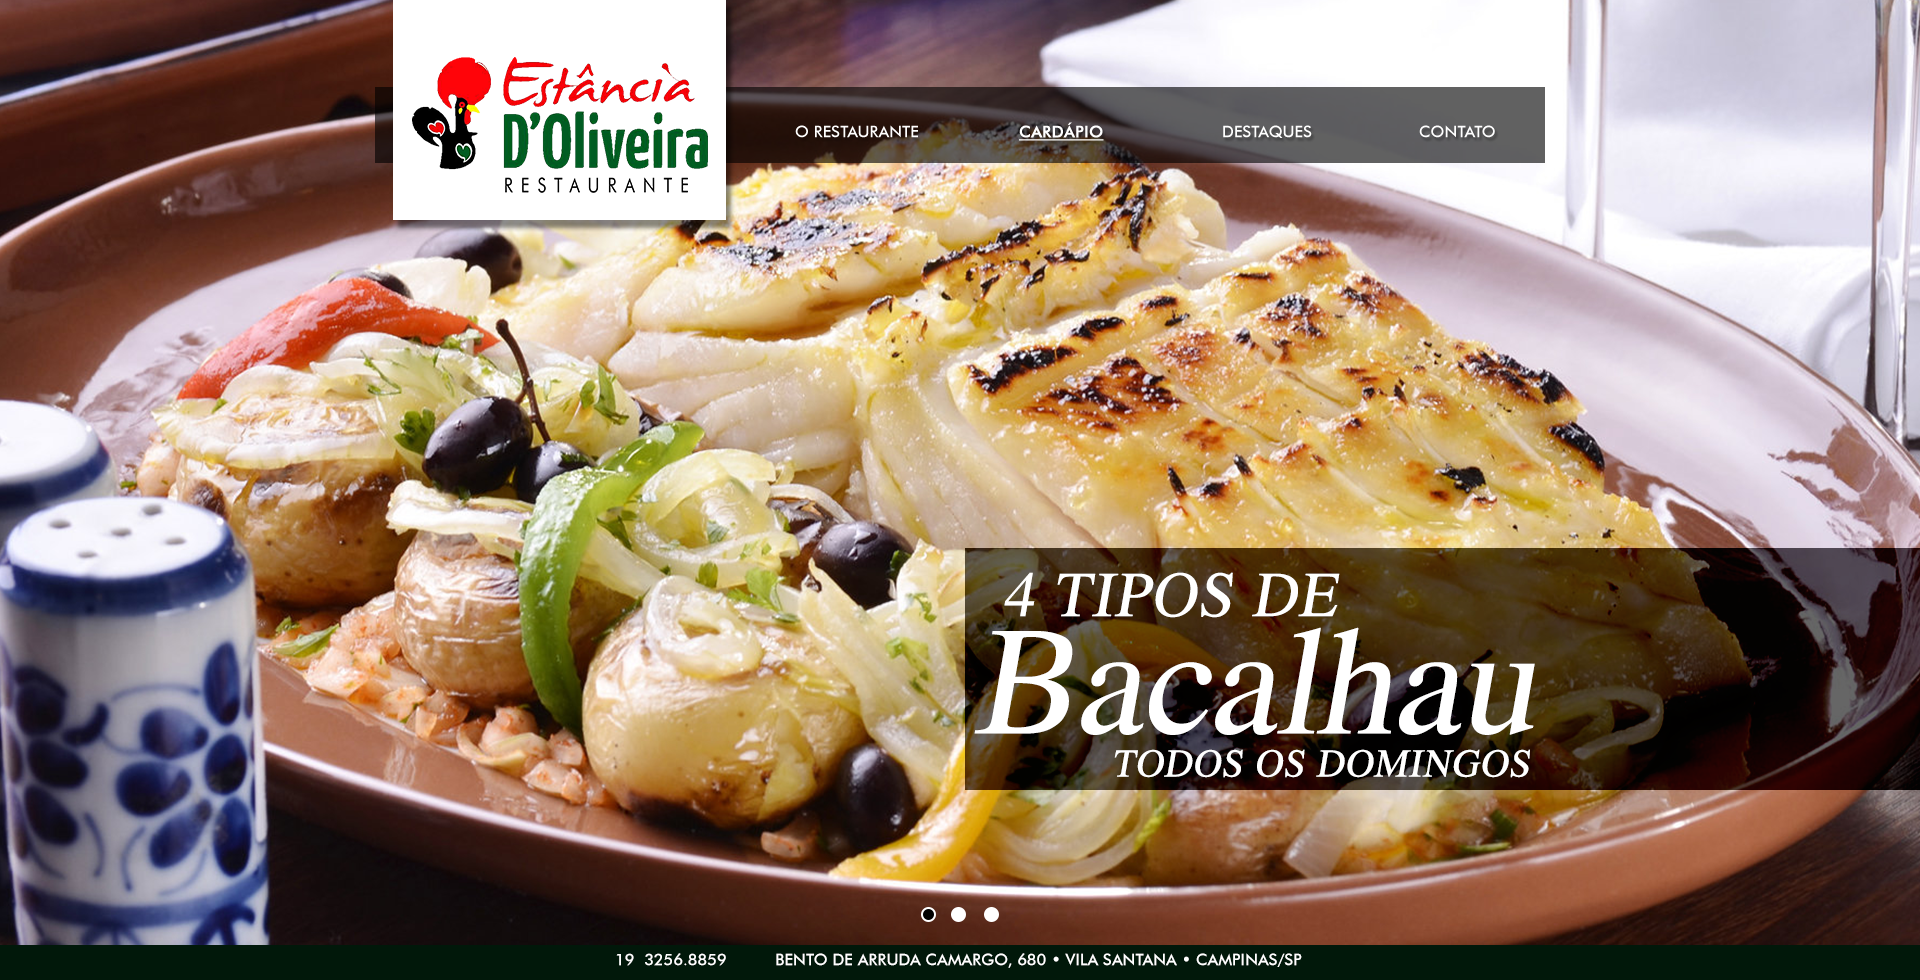 Estância
D'Oliveira
RESTAURANTE
O RESTAURANTE
CARDÁPIO
DESTAQUES
CONTATO
4 TIPOS DE
Bacalhau
TODOS OS DOMINGOS
19 3256.8859
BENTO DE ARRUDA CAMARGO, 680 • VILA SANTANA • CAMPINAS/SP